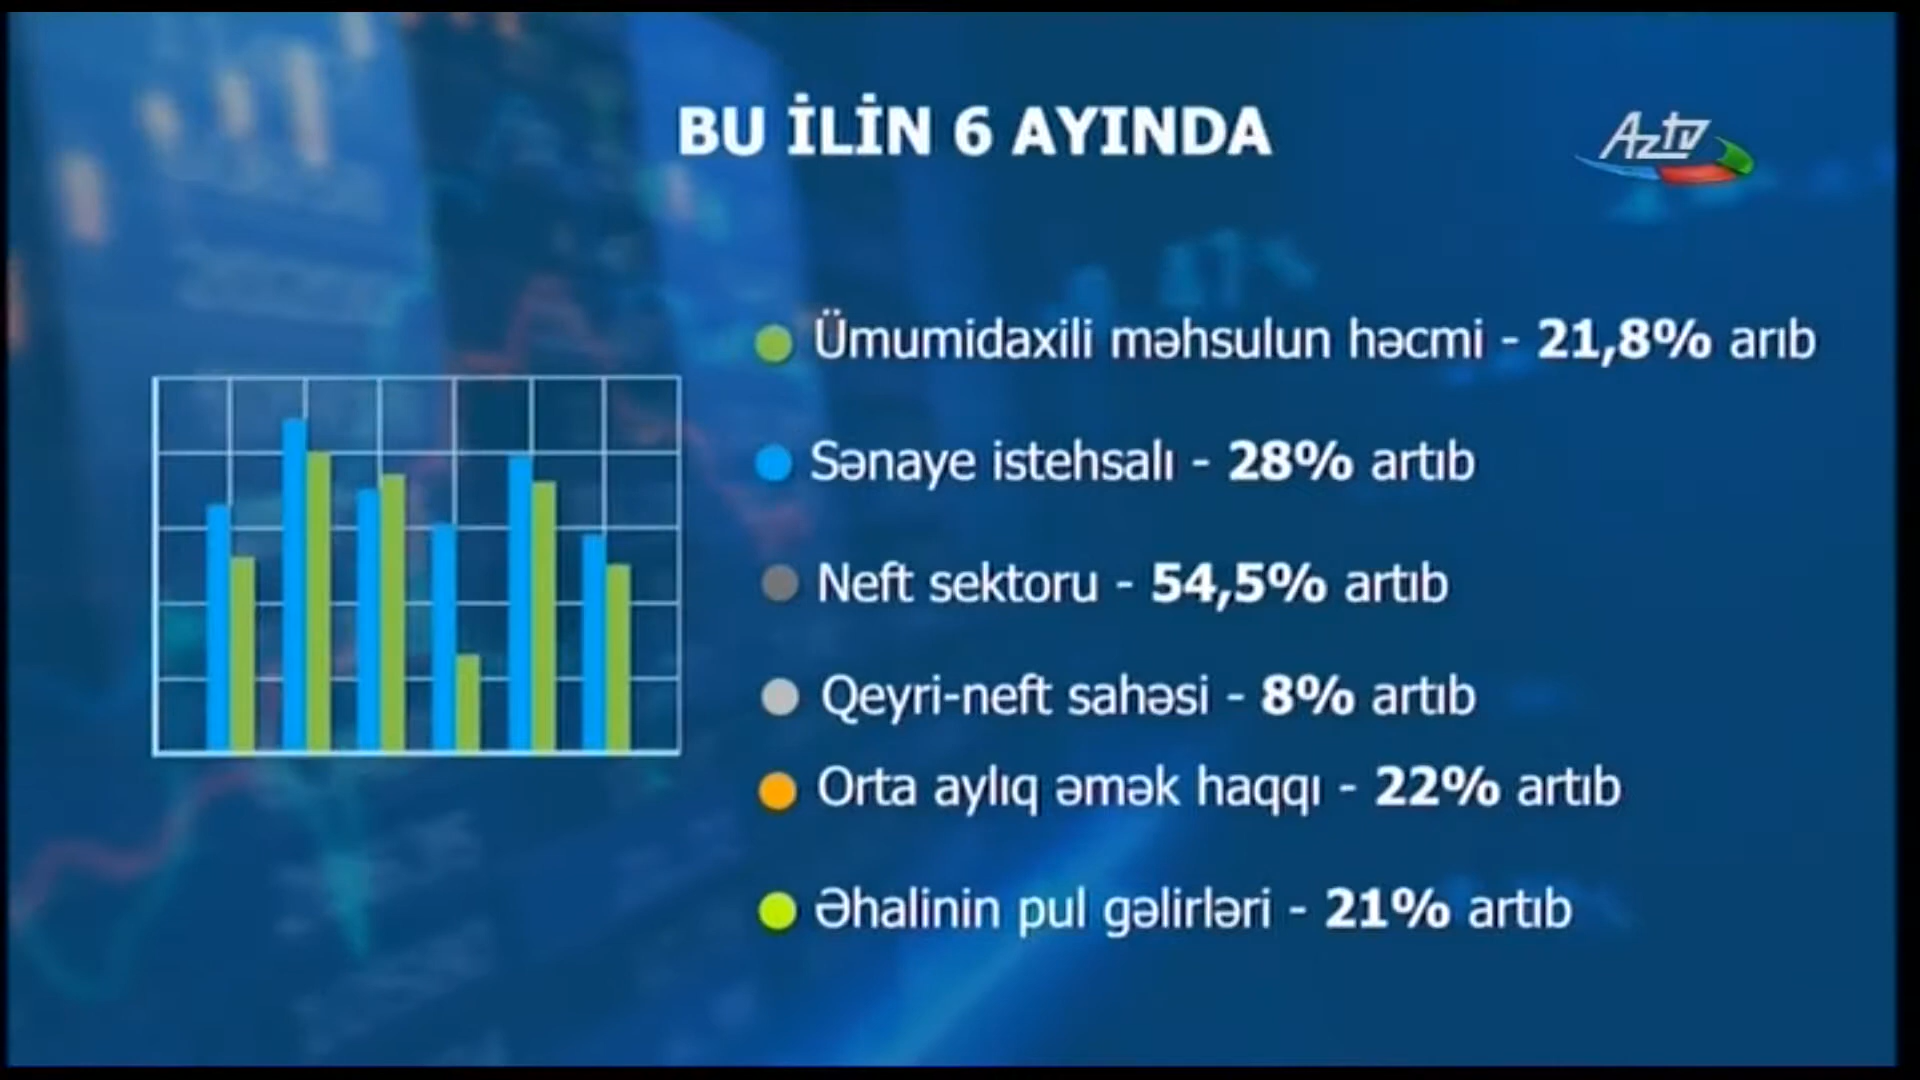 BU İLİN 6 AYINDA
AZTV
Ümumidaxili məhsulun həcmi - 21,8% arıb
Sənaye istehsalı - 28% artıb
Neft sektoru - 54,5% artıb
Qeyri-neft sahəsi - 8% artıb
Orta aylıq əmək haqqı - 22% artıb
Əhalinin pul gəlirləri - 21% artıb